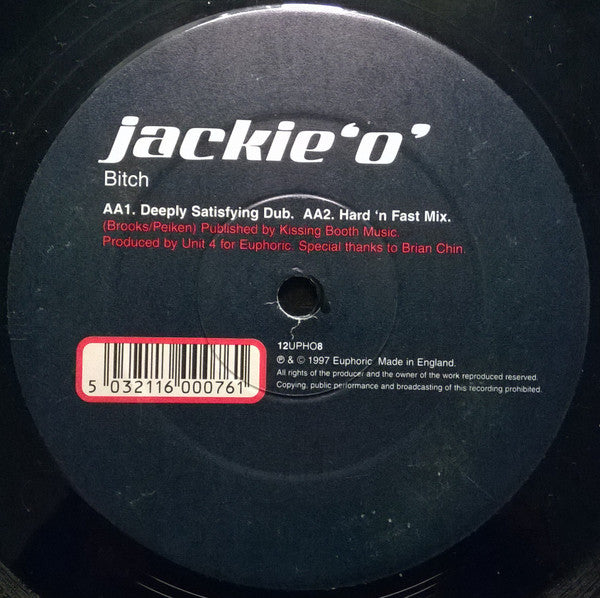 jackie‘o’
Bitch
AA1. Deeply Satisfying Dub. AA2. Hard ‘n Fast Mix.
(Brooks/Peiken) Published by Kissing Booth Music.
Produced by Unit 4 for Euphoric. Special thanks to Brian Chin.
12UPHO8
℗ & © 1997 Euphoric Made in England.
All rights of the producer and the owner of the work reproduced reserved.
Copying, public performance and broadcasting of this recording prohibited.
5 032116 000761